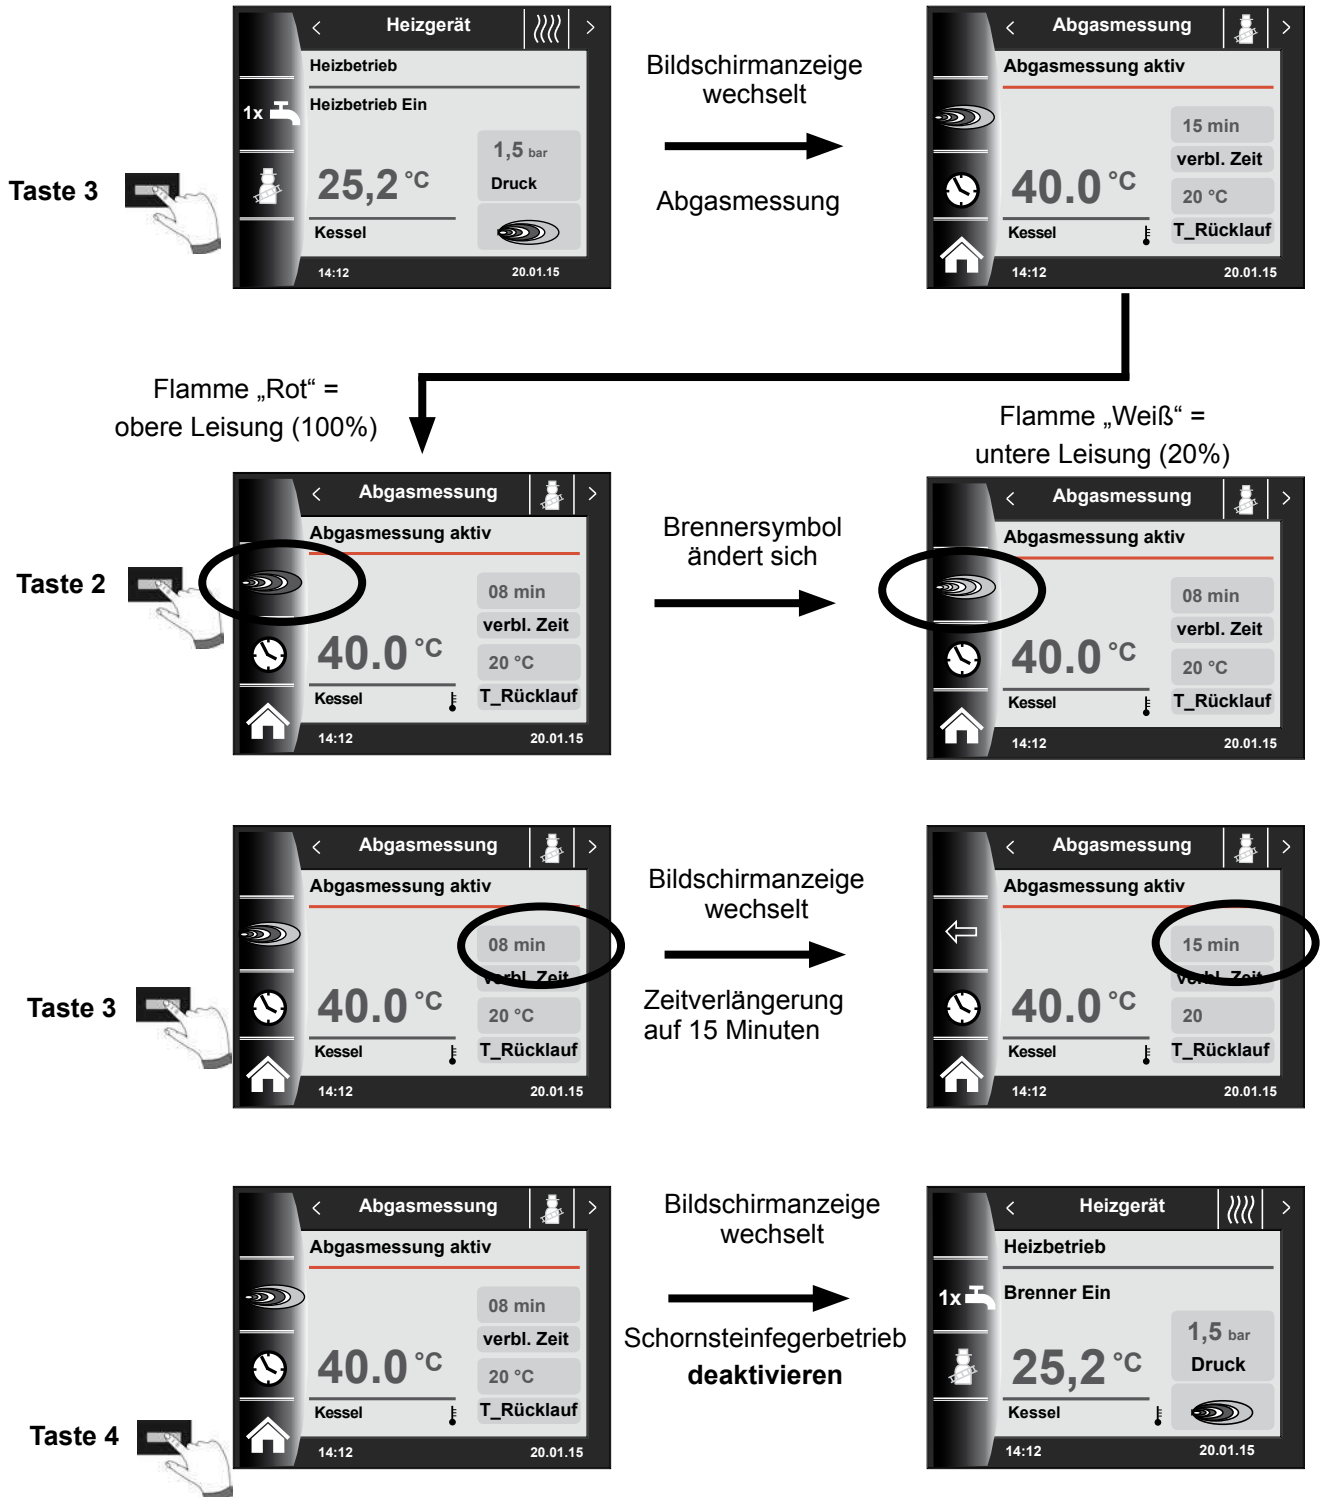 Heizgerät
Heizbetrieb
Heizbetrieb Ein
1x
1,5 bar
Druck
25,2 °C
Kessel
14:12
20.01.15
Taste 3
Bildschirmanzeige
wechselt
Abgasmessung
Abgasmessung
Abgasmessung aktiv
15 min
verbl. Zeit
40.0 °C
20 °C
T_Rücklauf
Kessel
14:12
20.01.15
Flamme „Rot“ =
obere Leisung (100%)
Flamme „Weiß“ =
untere Leisung (20%)
Taste 2
Abgasmessung
Abgasmessung aktiv
08 min
verbl. Zeit
40.0 °C
20 °C
T_Rücklauf
Kessel
14:12
20.01.15
Brennersymbol
ändert sich
Abgasmessung
Abgasmessung aktiv
08 min
verbl. Zeit
40.0 °C
20 °C
T_Rücklauf
Kessel
14:12
20.01.15
Taste 3
Abgasmessung
Abgasmessung aktiv
08 min
verbl. Zeit
40.0 °C
20 °C
T_Rücklauf
Kessel
14:12
20.01.15
Bildschirmanzeige
wechselt
Zeitverlängerung
auf 15 Minuten
Abgasmessung
Abgasmessung aktiv
15 min
verbl. Zeit
40.0 °C
20
T_Rücklauf
Kessel
14:12
20.01.15
Taste 4
Abgasmessung
Abgasmessung aktiv
08 min
verbl. Zeit
40.0 °C
20 °C
T_Rücklauf
Kessel
14:12
20.01.15
Bildschirmanzeige
wechselt
Schornsteinfegerbetrieb
deaktivieren
Heizgerät
Heizbetrieb
Brenner Ein
1x
1,5 bar
Druck
25,2 °C
Kessel
14:12
20.01.15